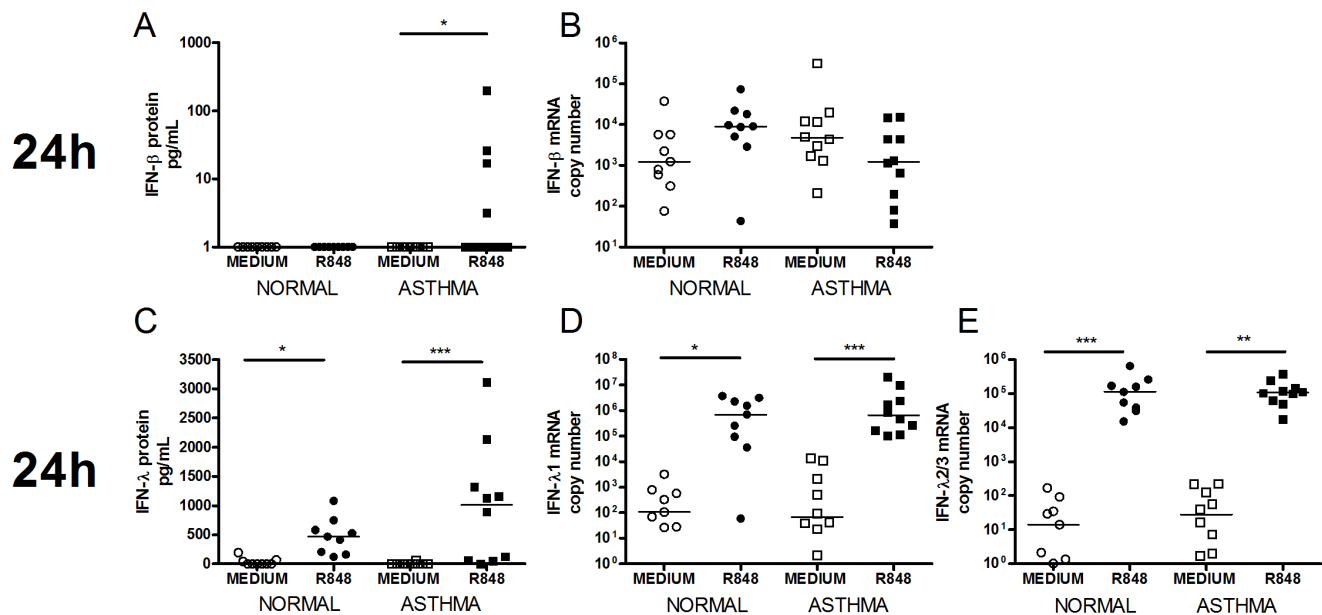 A
B
*
24h
IFN-β protein
pg/mL
1000
100
10
1
MEDIUM R848 MEDIUM R848
NORMAL ASTHMA
IFN-β mRNA
copy number
10⁶
10⁵
10⁴
10³
10²
10¹
MEDIUM R848 MEDIUM R848
NORMAL ASTHMA
C
D
E
24h
* ***
IFN-λ protein
pg/mL
3500
3000
2500
2000
1500
1000
500
0
MEDIUM R848 MEDIUM R848
NORMAL ASTHMA
* ***
IFN-λ1 mRNA
copy number
10⁸
10⁷
10⁶
10⁵
10⁴
10³
10²
10¹
10⁰
MEDIUM R848 MEDIUM R848
NORMAL ASTHMA
*** **
IFN-λ2/3 mRNA
copy number
10⁶
10⁵
10⁴
10³
10²
10¹
10⁰
MEDIUM R848 MEDIUM R848
NORMAL ASTHMA